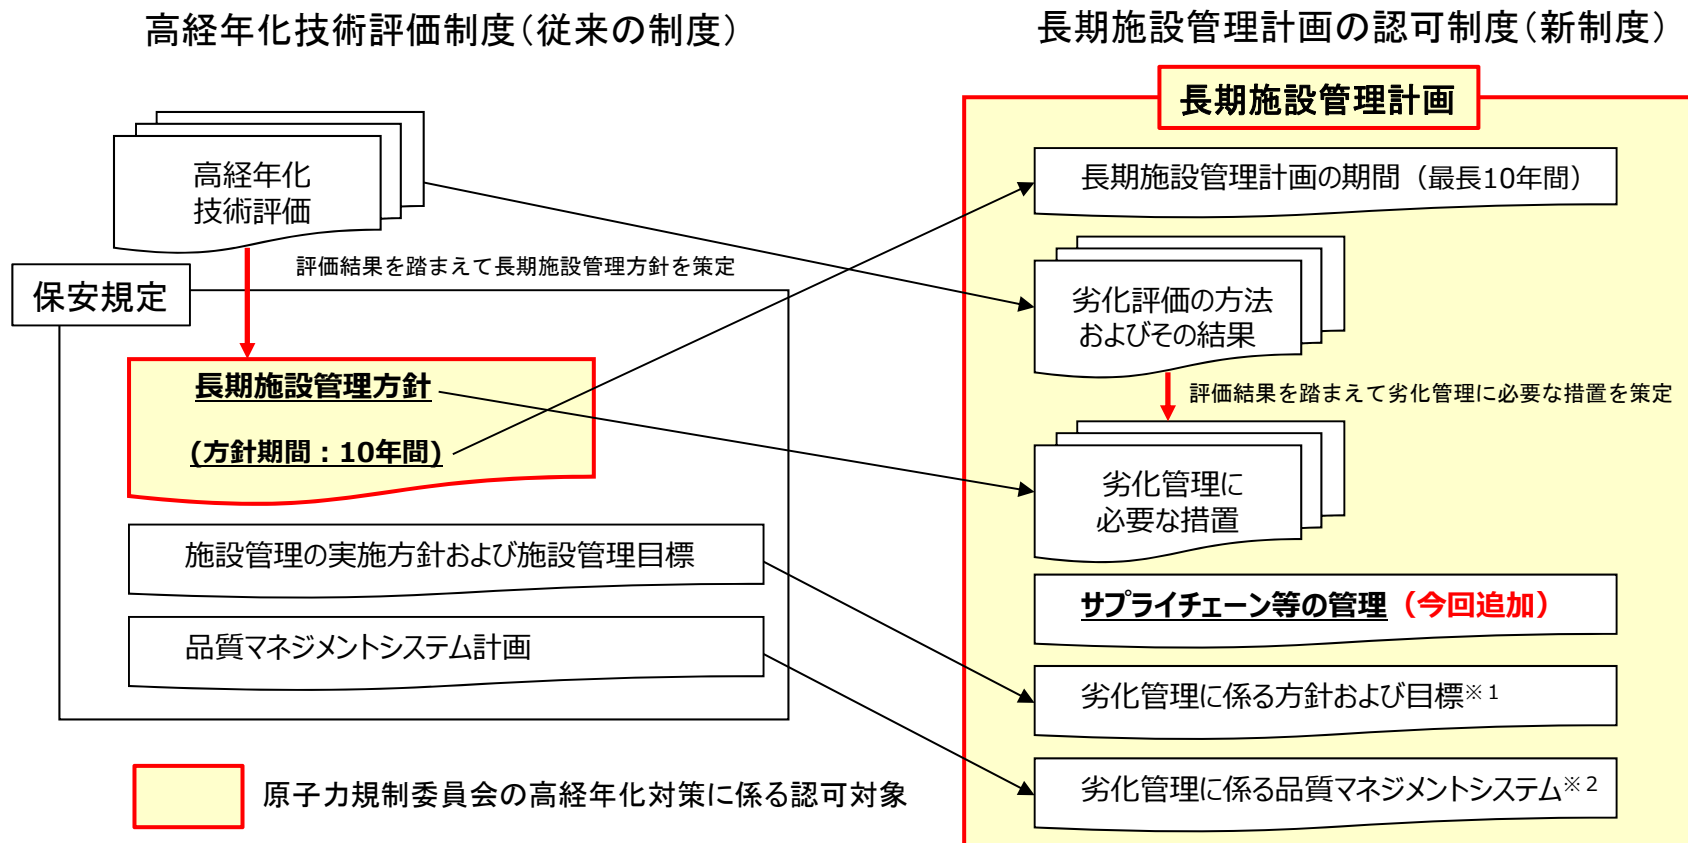 高経年化技術評価制度（従来の制度）
高経年化
技術評価
評価結果を踏まえて長期施設管理方針を策定
保安規定
長期施設管理方針
(方針期間：10年間)
施設管理の実施方針および施設管理目標
品質マネジメントシステム計画
原子力規制委員会の高経年化対策に係る認可対象
長期施設管理計画の認可制度（新制度）
長期施設管理計画
長期施設管理計画の期間（最長10年間）
劣化評価の方法
およびその結果
評価結果を踏まえて劣化管理に必要な措置を策定
劣化管理に
必要な措置
サプライチェーン等の管理（今回追加）
劣化管理に係る方針および目標※1
劣化管理に係る品質マネジメントシステム※2